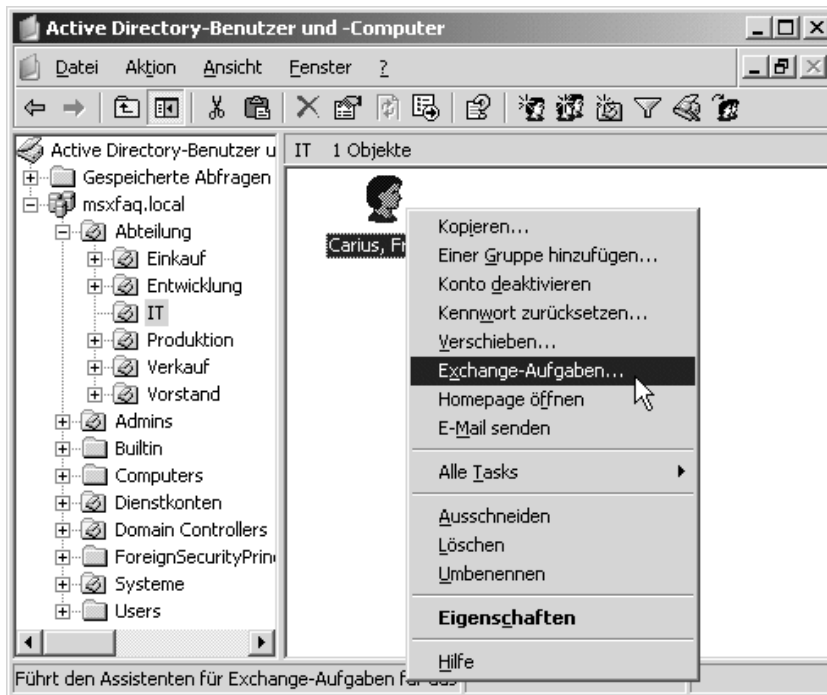 Active Directory-Benutzer und -Computer
Datei Aktion Ansicht Fenster ?
Active Directory-Benutzer u
Gespeicherte Abfragen
msxfaq.local
Abteilung
Einkauf
Entwicklung
IT
Produktion
Verkauf
Vorstand
Admins
Builtin
Computers
Dienstkonten
Domain Controllers
ForeignSecurityPrin
Systeme
Users
IT 1 Objekte
Carius, Fr
Kopieren...
Einer Gruppe hinzufügen...
Konto deaktivieren
Kennwort zurücksetzen...
Verschieben...
Exchange-Aufgaben...
Homepage öffnen
E-Mail senden
Alle Tasks
Ausschneiden
Löschen
Umbenennen
Eigenschaften
Hilfe
Führt den Assistenten für Exchange-Aufgaben für das